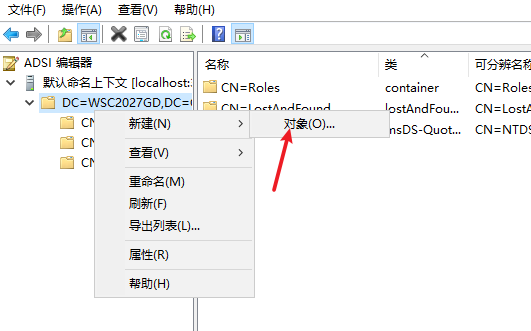 文件(F) 操作(A) 查看(V) 帮助(H)
ADSI 编辑器
默认命名上下文 [localhost:
DC=WSC2027GD,DC=
CN
CN
CN
名称 类 可分辨名称
CN=Roles container CN=Roles
CN=LostAndFound lostAndFou... CN=LostA
msDS-Quot... CN=NTDS
新建(N)
查看(V)
重命名(M)
刷新(F)
导出列表(L)...
属性(R)
帮助(H)
对象(O)...